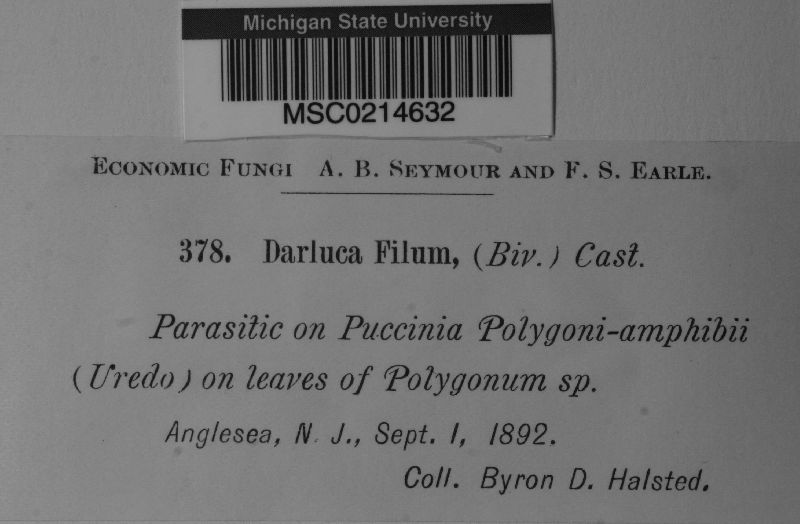 Michigan State University
MSC0214632
Economic Fungi A. B. Seymour and F. S. Earle.
378. Darluca Filum, (Biv.) Cast.
Parasitic on Puccinia Polygoni-amphibii
(Uredo) on leaves of Polygonum sp.
Anglesea, N. J., Sept. 1, 1892.
Coll. Byron D. Halsted.